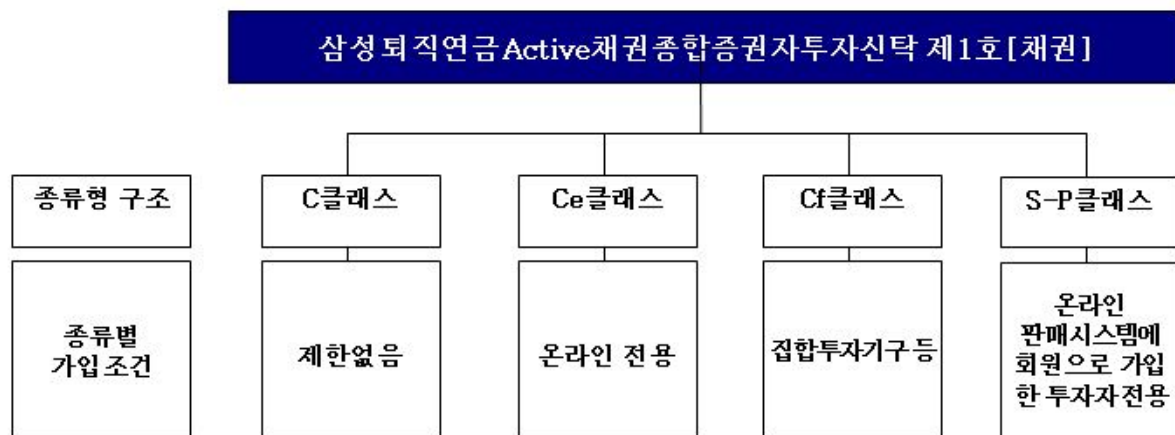 삼성퇴직연금Active채권종합증권자투자신탁 제1호[채권]
종류형 구조
C클래스
Ce클래스
Cf클래스
S-P클래스
종류별
가입조건
제한없음
온라인 전용
집합투자기구 등
온라인
판매시스템에
회원으로 가입
한 투자자전용